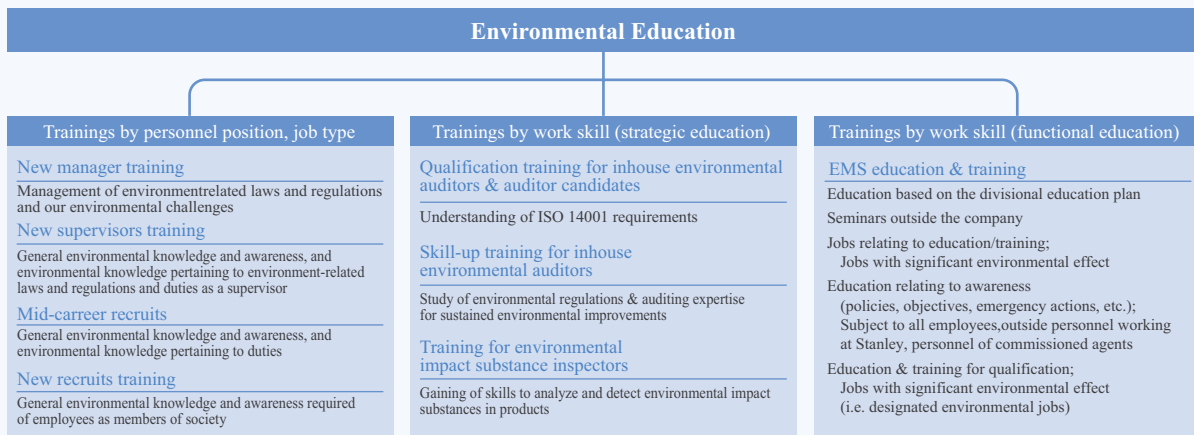 Environmental Education
Trainings by personnel position, job type
New manager training
Management of environmentrelated laws and regulations
and our environmental challenges
New supervisors training
General environmental knowledge and awareness, and
environmental knowledge pertaining to environment-related
laws and regulations and duties as a supervisor
Mid-carreer recruits
General environmental knowledge and awareness, and
environmental knowledge pertaining to duties
New recruits training
General environmental knowledge and awareness required
of employees as members of society
Trainings by work skill (strategic education)
Qualification training for inhouse environmental
auditors & auditor candidates
Understanding of ISO 14001 requirements
Skill-up training for inhouse
environmental auditors
Study of environmental regulations & auditing expertise
for sustained environmental improvements
Training for environmental
impact substance inspectors
Gaining of skills to analyze and detect environmental impact
substances in products
Trainings by work skill (functional education)
EMS education & training
Education based on the divisional education plan
Seminars outside the company
Jobs relating to education/training;
Jobs with significant environmental effect
Education relating to awareness
(policies, objectives, emergency actions, etc.);
Subject to all employees,outside personnel working
at Stanley, personnel of commissioned agents
Education & training for qualification;
Jobs with significant environmental effect
(i.e. designated environmental jobs)